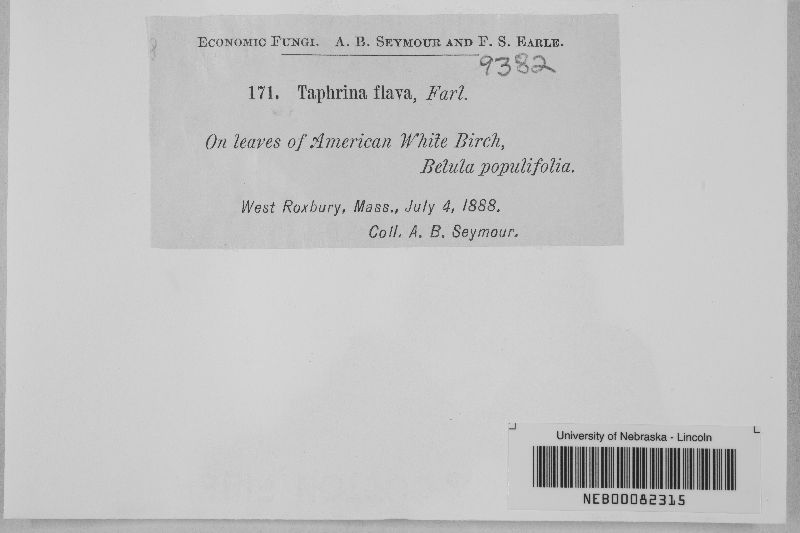 Economic Fungi. A. B. Seymour and F. S. Earle.
9382
171. Taphrina flava, Farl.
On leaves of American White Birch,
Betula populifolia.
West Roxbury, Mass., July 4, 1888.
Coll. A. B. Seymour.
University of Nebraska - Lincoln
NEB00082315